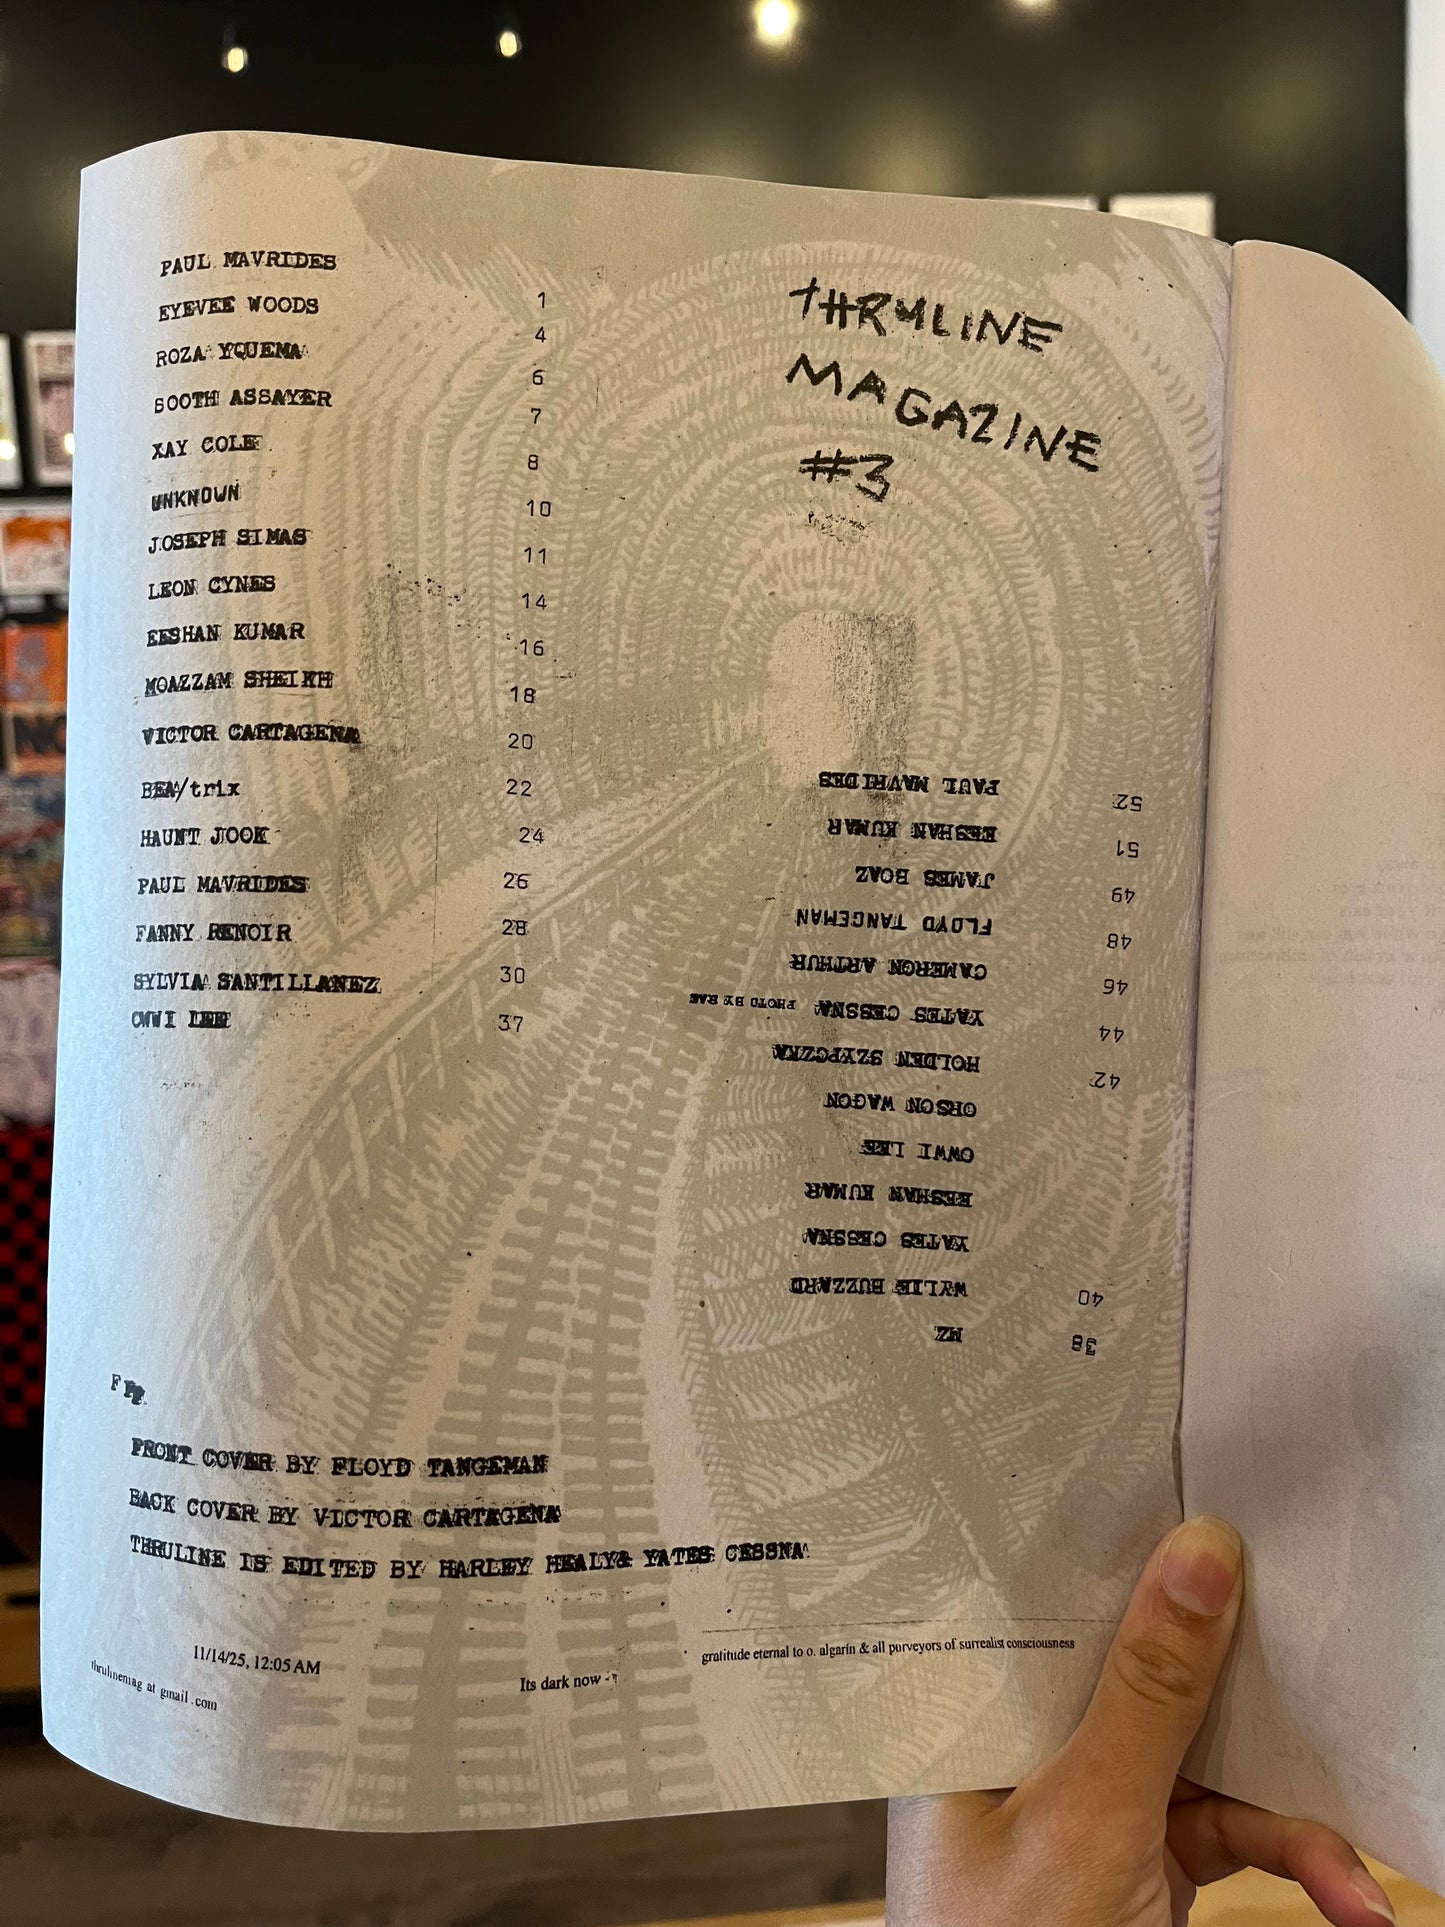 PAUL MAVRIDES
EYEVEE WOODS 1
ROZA YQUEMA 4
SOOTH ASSAYER 6
XAY COLE 7
UNKNOWN 8
JOSEPH SIMAS 10
LEON CYNES 11
EESHAN KUMAR 14
MOAZZAM SHEIKH 16
VICTOR CARTAGENA 18
BEA/trix 20
HAUNT JOOK 22
PAUL MAVRIDES 24
FANNY RENOIR 26
SYLVIA SANTILLANEZ 28
OWWI LEE 30
37
THRULINE
MAGAZINE
#3
MZ 38
WYLIE BUZZARD 40
YATES CESSNA
EESHAN KUMAR
OWWI LEE
ORSON WAGON
HOLDEN SZYPCZKA 42
YATES CESSNA PHOTO BY RAE 44
CAMERON ARTHUR 46
FLOYD TANGEMAN 48
JAMES BOAZ 49
EESHAN KUMAR 51
PAUL MAVRIDES 52
FRONT COVER BY FLOYD TANGEMAN
BACK COVER BY VICTOR CARTAGENA
THRULINE IS EDITED BY HARLEY HEALY& YATES CESSNA
11/14/25, 12:05 AM
thrulinemag at gmail .com
Its dark now -
gratitude eternal to o. algarín & all purveyors of surrealist consciousness